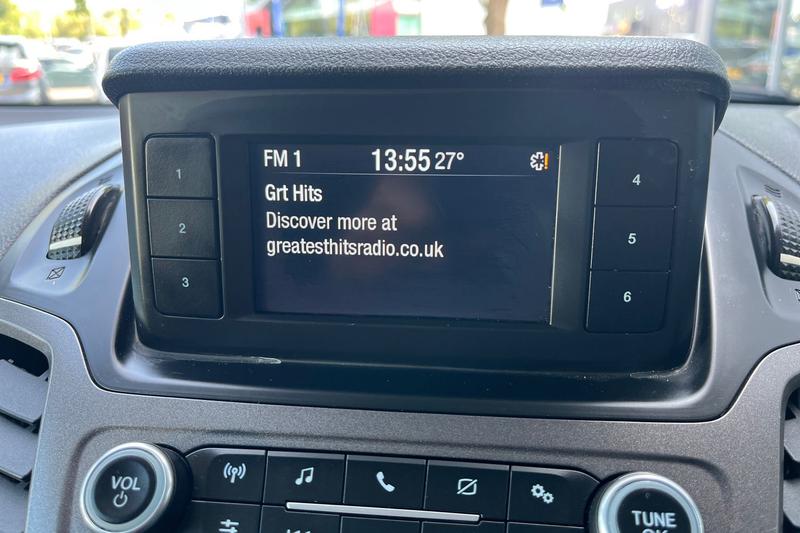 FM 1 13:55 27°
Grt Hits
Discover more at
greatesthitsradio.co.uk
1
2
3
4
5
6
VOL
TUNE